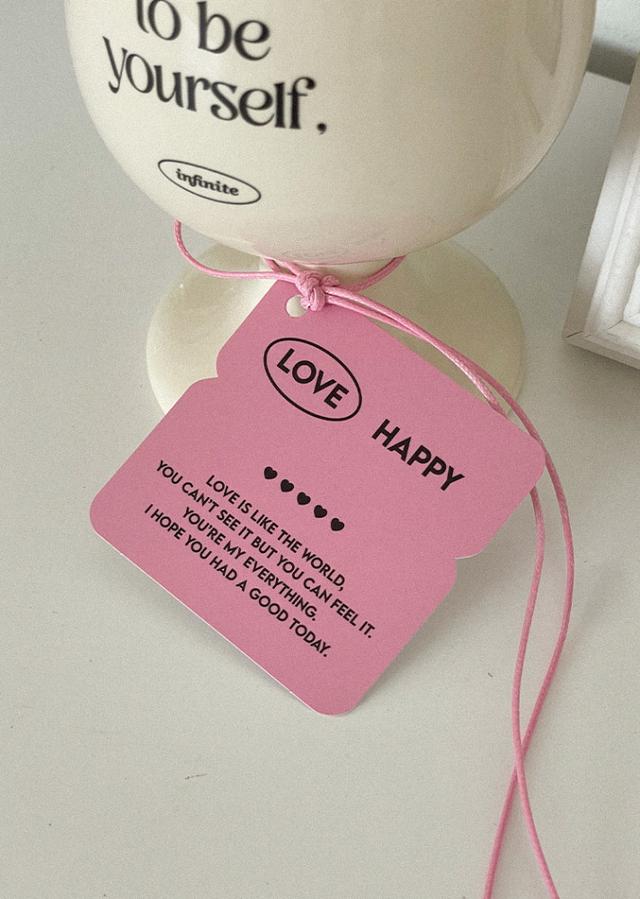 to be
yourself,
infinite
LOVE
HAPPY
LOVE IS LIKE THE WORLD,
YOU CAN'T SEE IT BUT YOU CAN FEEL IT.
YOU'RE MY EVERYTHING.
I HOPE YOU HAD A GOOD TODAY.